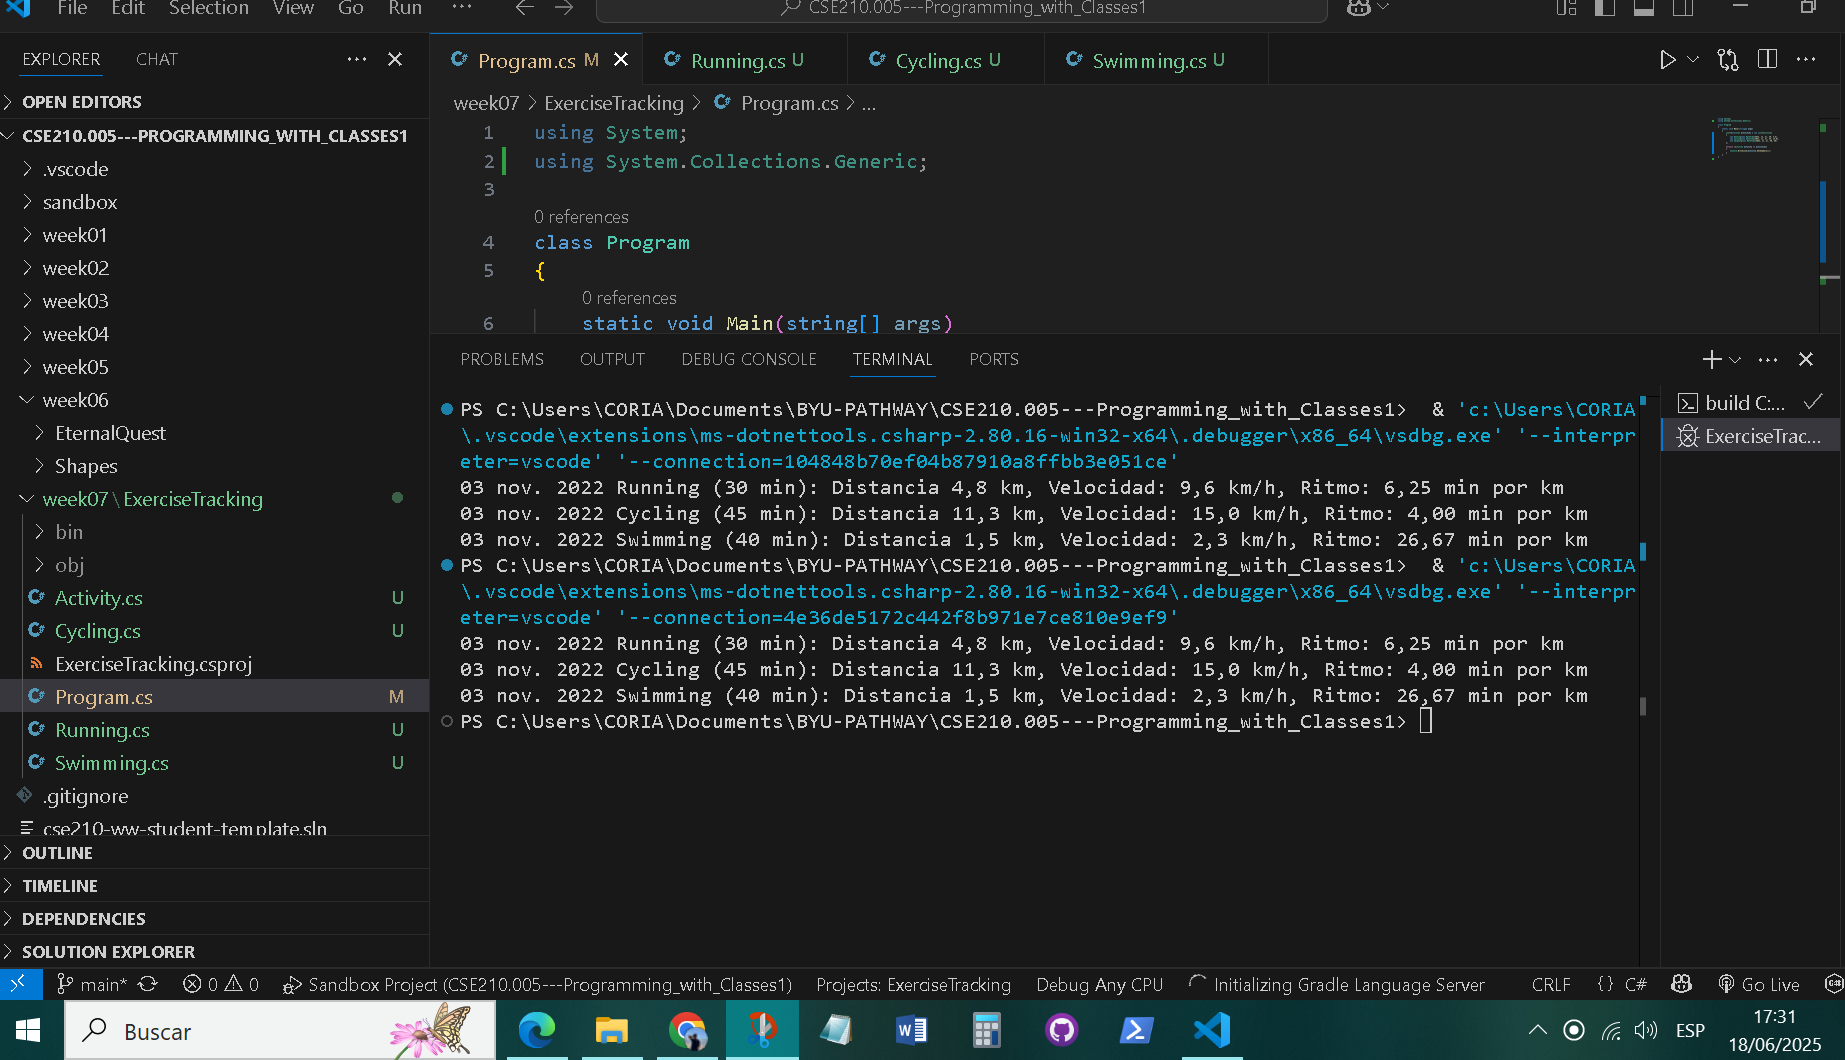 File Edit Selection View Go Run ···
CSE210.005---Programming_with_Classes1
EXPLORER CHAT
OPEN EDITORS
CSE210.005---PROGRAMMING_WITH_CLASSES1
.vscode
sandbox
week01
week02
week03
week04
week05
week06
EternalQuest
Shapes
week07 \ ExerciseTracking
bin
obj
Activity.cs U
Cycling.cs U
ExerciseTracking.csproj
Program.cs M
Running.cs U
Swimming.cs U
.gitignore
cse210-ww-student-template.sln
OUTLINE
TIMELINE
DEPENDENCIES
SOLUTION EXPLORER
Program.cs M Running.cs U Cycling.cs U Swimming.cs U
week07 > ExerciseTracking > Program.cs > ...
1 using System;
2 using System.Collections.Generic;
3
0 references
4 class Program
5 {
0 references
6 static void Main(string[] args)
PROBLEMS OUTPUT DEBUG CONSOLE TERMINAL PORTS
PS C:\Users\CORIA\Documents\BYU-PATHWAY\CSE210.005---Programming_with_Classes1> & 'c:\Users\CORIA
\.vscode\extensions\ms-dotnettools.csharp-2.80.16-win32-x64\.debugger\x86_64\vsdbg.exe' '--interpr
eter=vscode' '--connection=104848b70ef04b87910a8ffbb3e051ce'
03 nov. 2022 Running (30 min): Distancia 4,8 km, Velocidad: 9,6 km/h, Ritmo: 6,25 min por km
03 nov. 2022 Cycling (45 min): Distancia 11,3 km, Velocidad: 15,0 km/h, Ritmo: 4,00 min por km
03 nov. 2022 Swimming (40 min): Distancia 1,5 km, Velocidad: 2,3 km/h, Ritmo: 26,67 min por km
PS C:\Users\CORIA\Documents\BYU-PATHWAY\CSE210.005---Programming_with_Classes1> & 'c:\Users\CORIA
\.vscode\extensions\ms-dotnettools.csharp-2.80.16-win32-x64\.debugger\x86_64\vsdbg.exe' '--interpr
eter=vscode' '--connection=4e36de5172c442f8b971e7ce810e9ef9'
03 nov. 2022 Running (30 min): Distancia 4,8 km, Velocidad: 9,6 km/h, Ritmo: 6,25 min por km
03 nov. 2022 Cycling (45 min): Distancia 11,3 km, Velocidad: 15,0 km/h, Ritmo: 4,00 min por km
03 nov. 2022 Swimming (40 min): Distancia 1,5 km, Velocidad: 2,3 km/h, Ritmo: 26,67 min por km
PS C:\Users\CORIA\Documents\BYU-PATHWAY\CSE210.005---Programming_with_Classes1>
build C:...
ExerciseTrac...
main* 0 0 Sandbox Project (CSE210.005---Programming_with_Classes1) Projects: ExerciseTracking Debug Any CPU Initializing Gradle Language Server CRLF {} C# Go Live
Buscar
ESP
17:31
18/06/2025